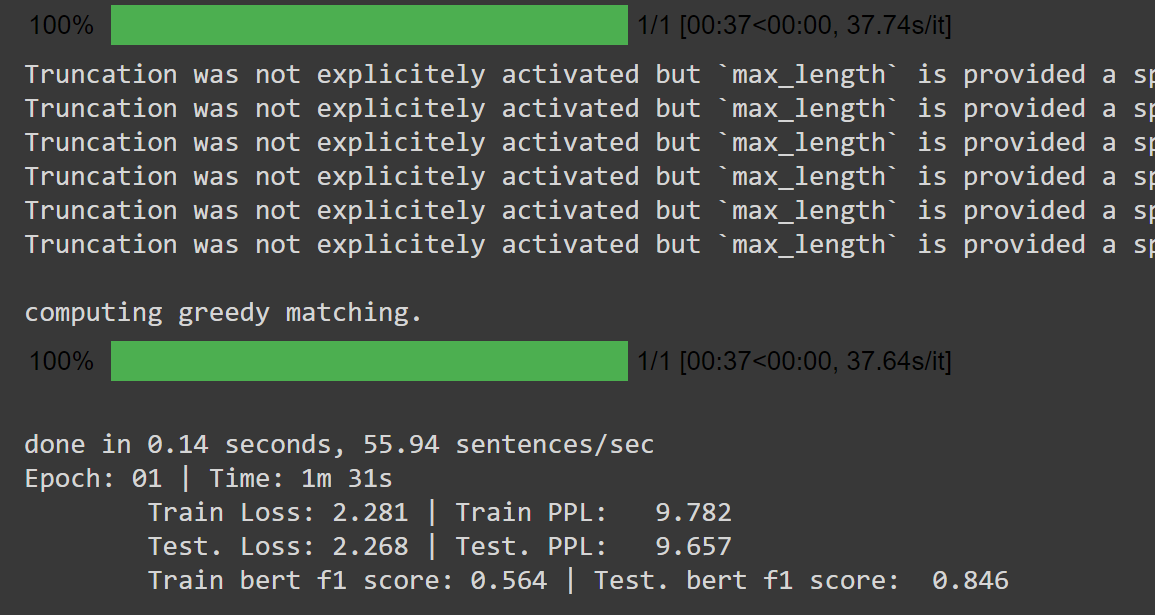 100% 1/1 [00:37<00:00, 37.74s/it]
Truncation was not explicitely activated but `max_length` is provided a
Truncation was not explicitely activated but `max_length` is provided a
Truncation was not explicitely activated but `max_length` is provided a
Truncation was not explicitely activated but `max_length` is provided a
Truncation was not explicitely activated but `max_length` is provided a
Truncation was not explicitely activated but `max_length` is provided a
computing greedy matching.
100% 1/1 [00:37<00:00, 37.64s/it]
done in 0.14 seconds, 55.94 sentences/sec
Epoch: 01 | Time: 1m 31s
Train Loss: 2.281 | Train PPL: 9.782
Test. Loss: 2.268 | Test. PPL: 9.657
Train bert f1 score: 0.564 | Test. bert f1 score: 0.846